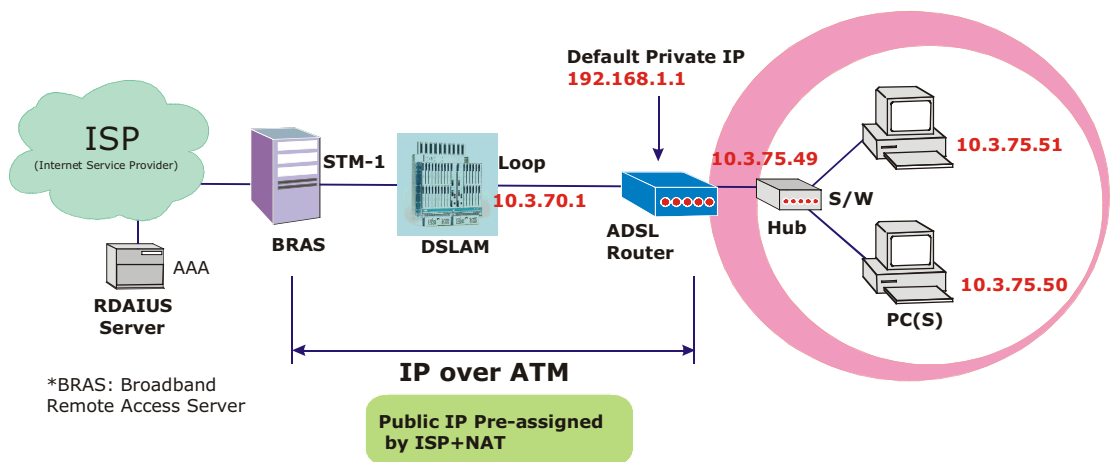 Default Private IP
192.168.1.1
ISP
(Internet Service Provider)
STM-1
Loop
10.3.75.49
10.3.75.51
10.3.70.1
S/W
BRAS
DSLAM
ADSL
Router
Hub
AAA
RDAIUS
Server
10.3.75.50
PC(S)
IP over ATM
*BRAS: Broadband
Remote Access Server
Public IP Pre-assigned
by ISP+NAT